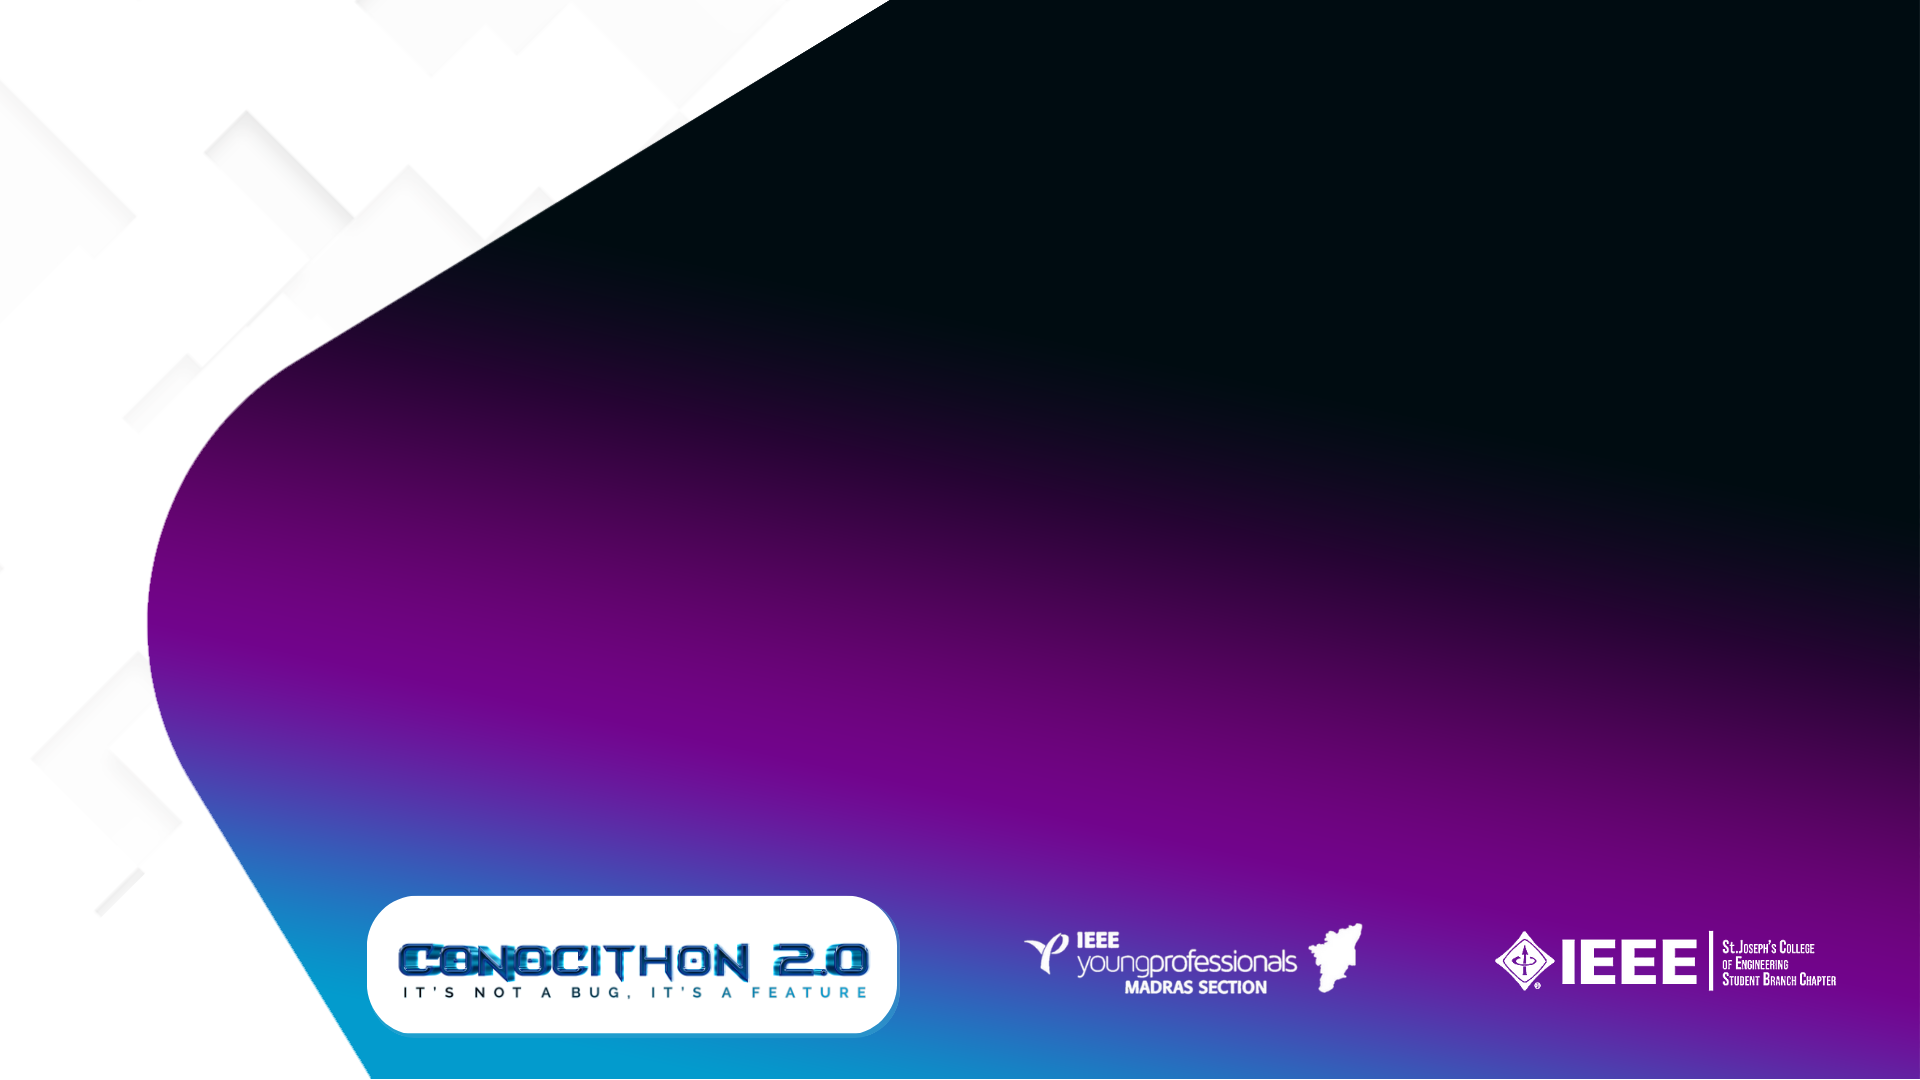 CONOCITHON 2.0
IT'S NOT A BUG, IT'S A FEATURE
IEEE
youngprofessionals
MADRAS SECTION
IEEE
St.Joseph's College
of Engineering
Student Branch Chapter